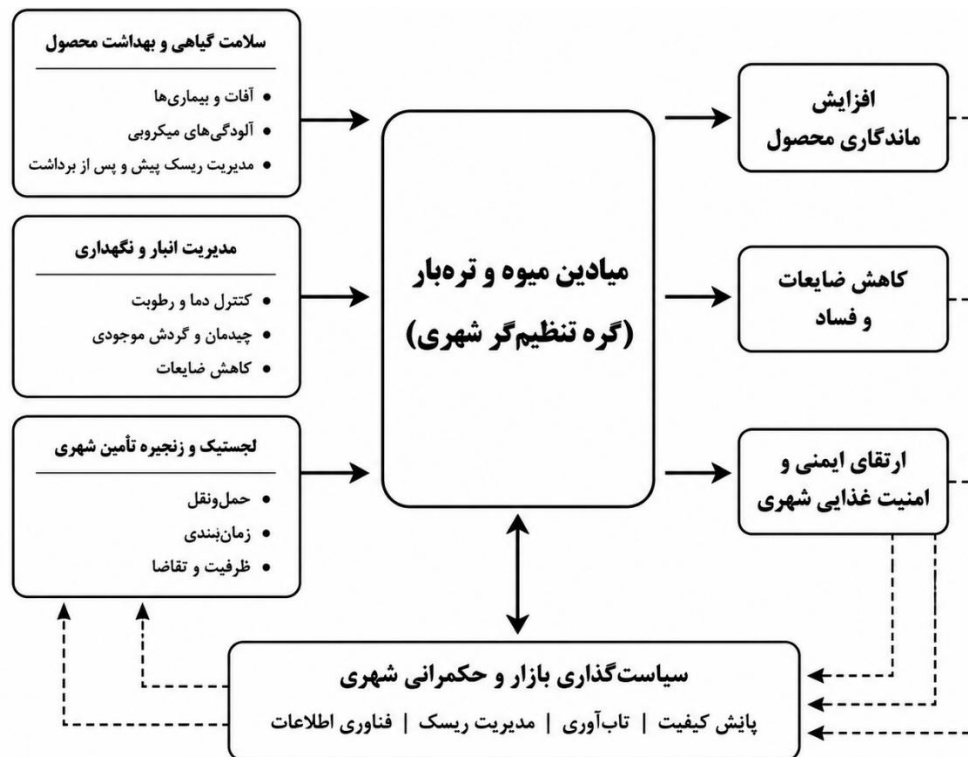 سلامت گیاهی و بهداشت محصول
آفات و بیماری‌ها
آلودگی‌های میکروبی
مدیریت ریسک پیش و پس از برداشت
مدیریت انبار و نگهداری
کنترل دما و رطوبت
چیدمان و گردش موجودی
کاهش ضایعات
لجستیک و زنجیره تأمین شهری
حمل‌ونقل
زمان‌بندی
ظرفیت و تقاضا
میادین میوه و تره‌بار
(گره تنظیم‌گر شهری)
افزایش
ماندگاری محصول
کاهش ضایعات
و فساد
ارتقای ایمنی و
امنیت غذایی شهری
سیاست‌گذاری بازار و حکمرانی شهری
پانش کیفیت | تاب‌آوری | مدیریت ریسک | فناوری اطلاعات